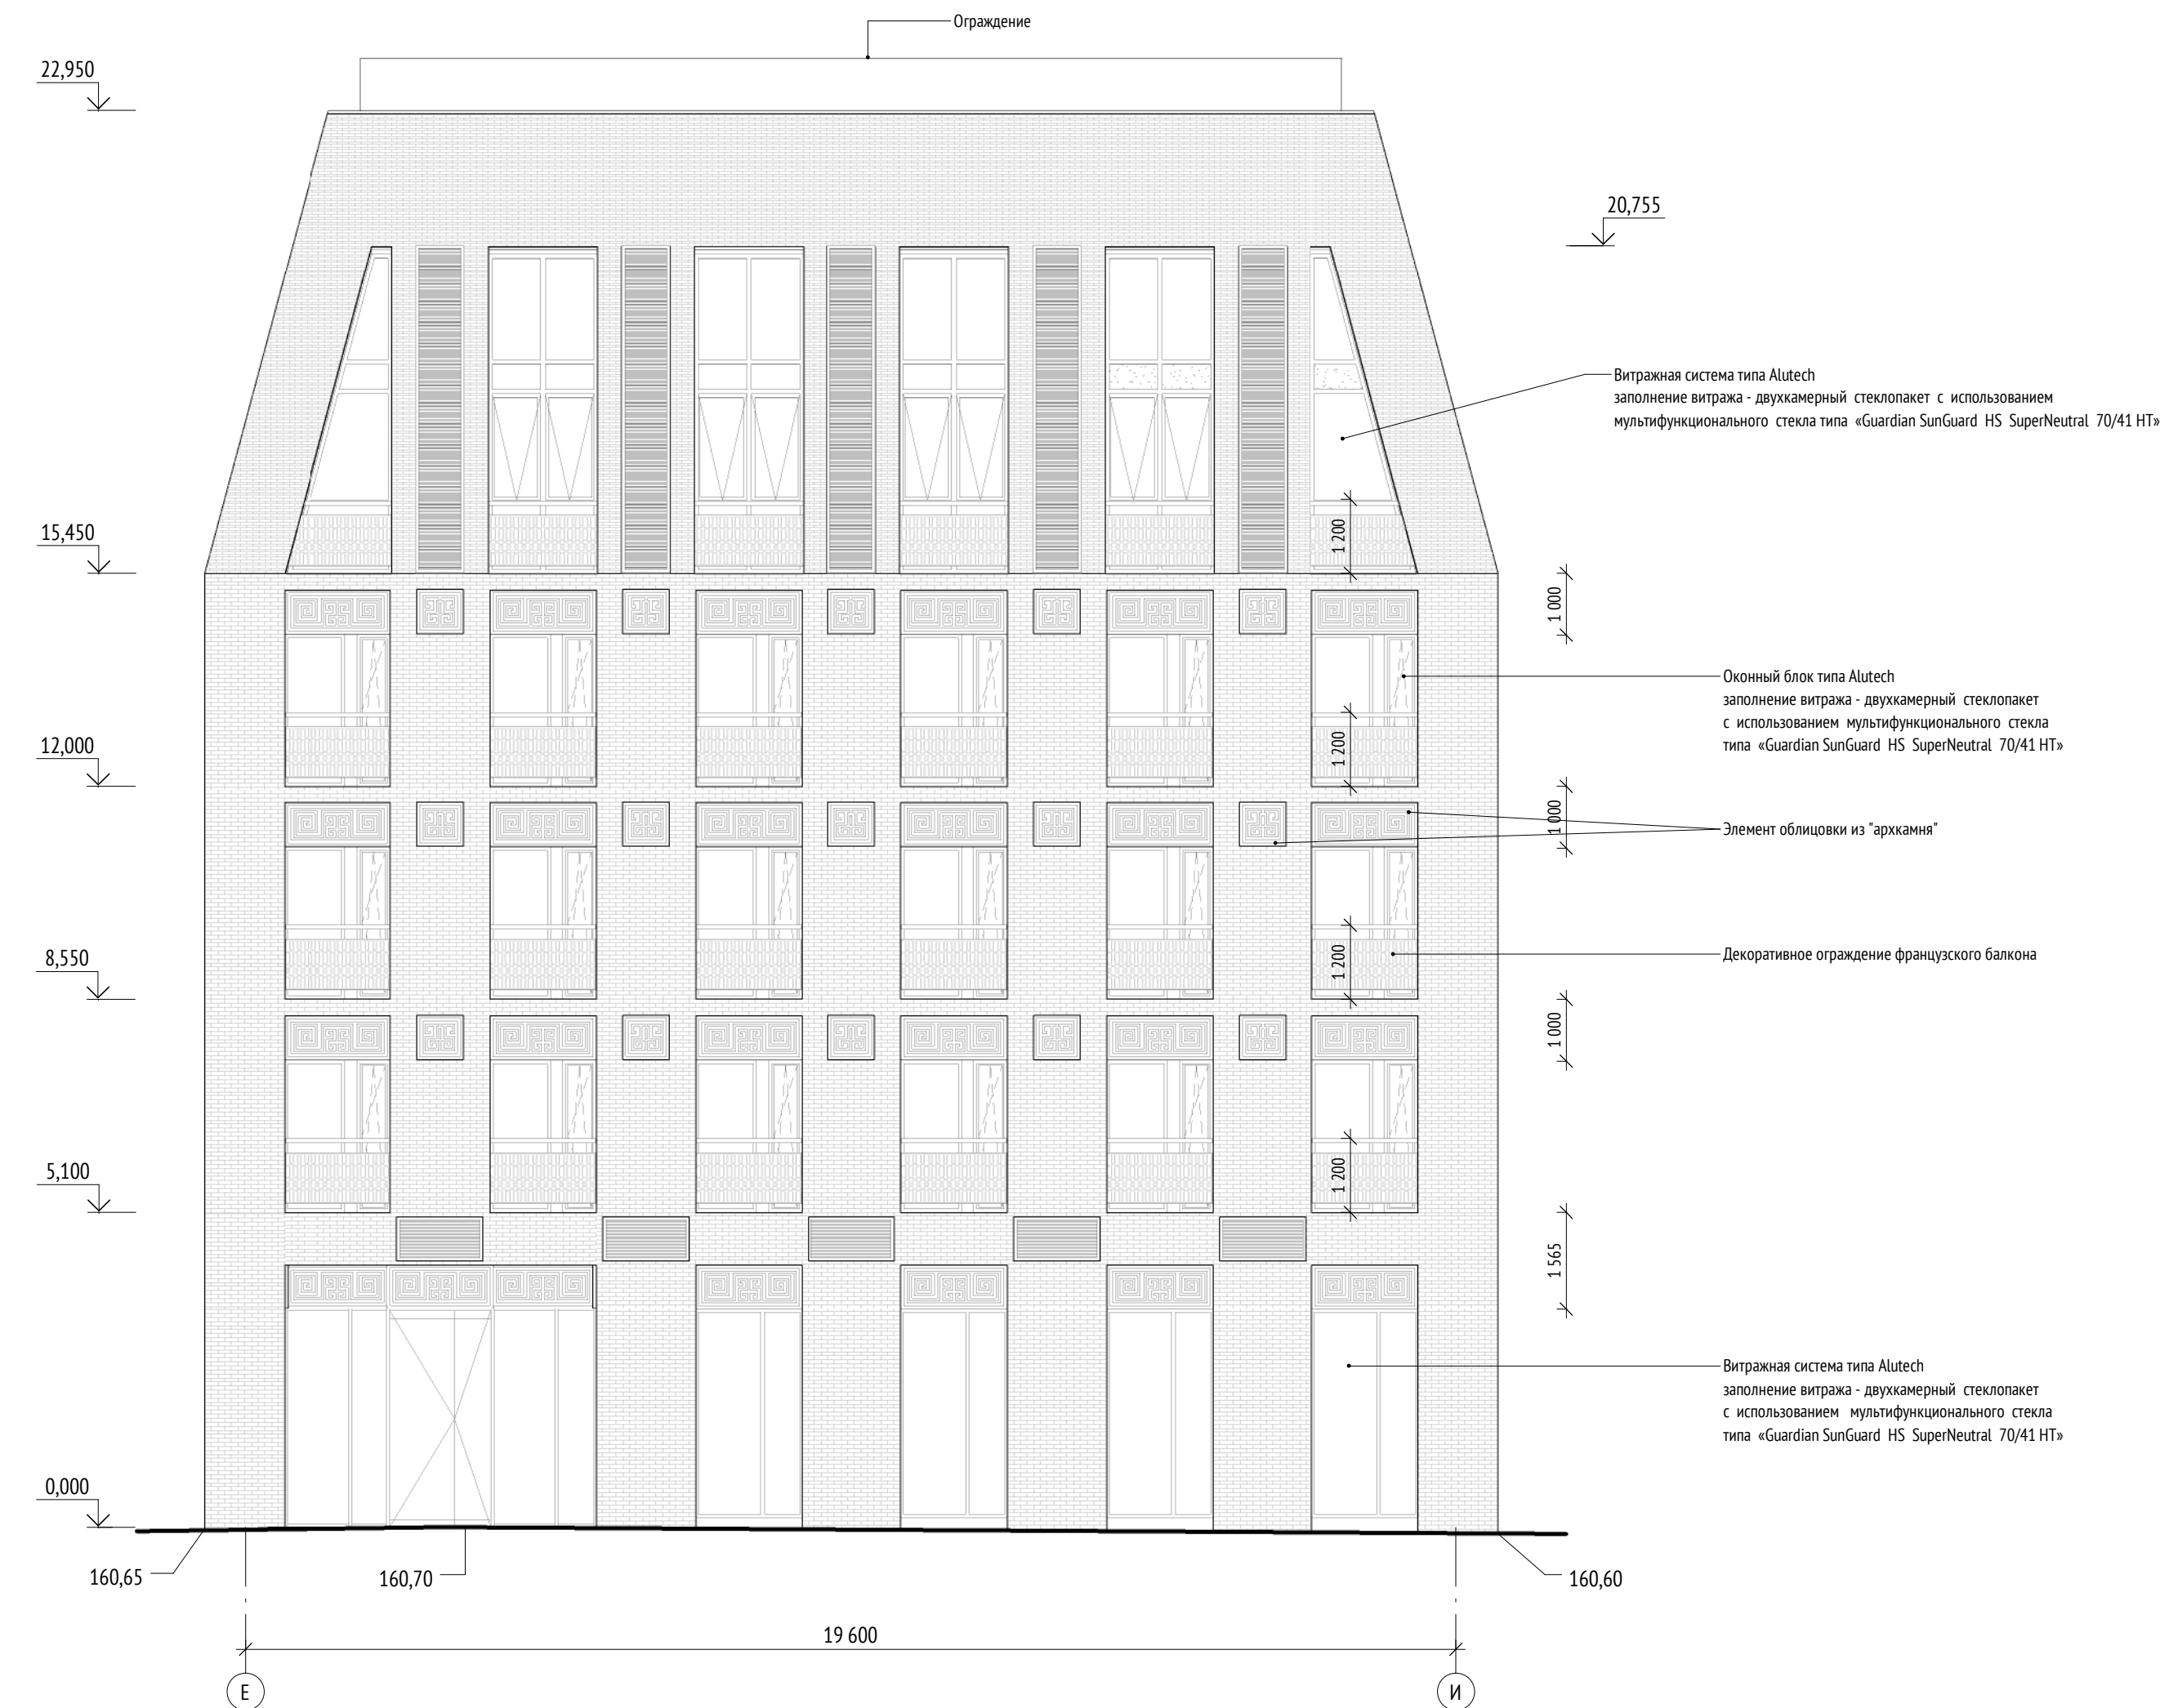 Ограждение
22,950
20,755
Витражная система типа Alutech
заполнение витража - двухкамерный стеклопакет с использованием
мультифункционального стекла типа «Guardian SunGuard HS SuperNeutral 70/41 HT»
15,450
1 200
1 000
Оконный блок типа Alutech
заполнение витража - двухкамерный стеклопакет
с использованием мультифункционального стекла
типа «Guardian SunGuard HS SuperNeutral 70/41 HT»
12,000
1 200
1 000
Элемент облицовки из "архкамня"
8,550
1 200
Декоративное ограждение французского балкона
1 000
5,100
1 200
1 565
Витражная система типа Alutech
заполнение витража - двухкамерный стеклопакет
с использованием мультифункционального стекла
типа «Guardian SunGuard HS SuperNeutral 70/41 HT»
0,000
160,65
160,70
160,60
19 600
Е
И